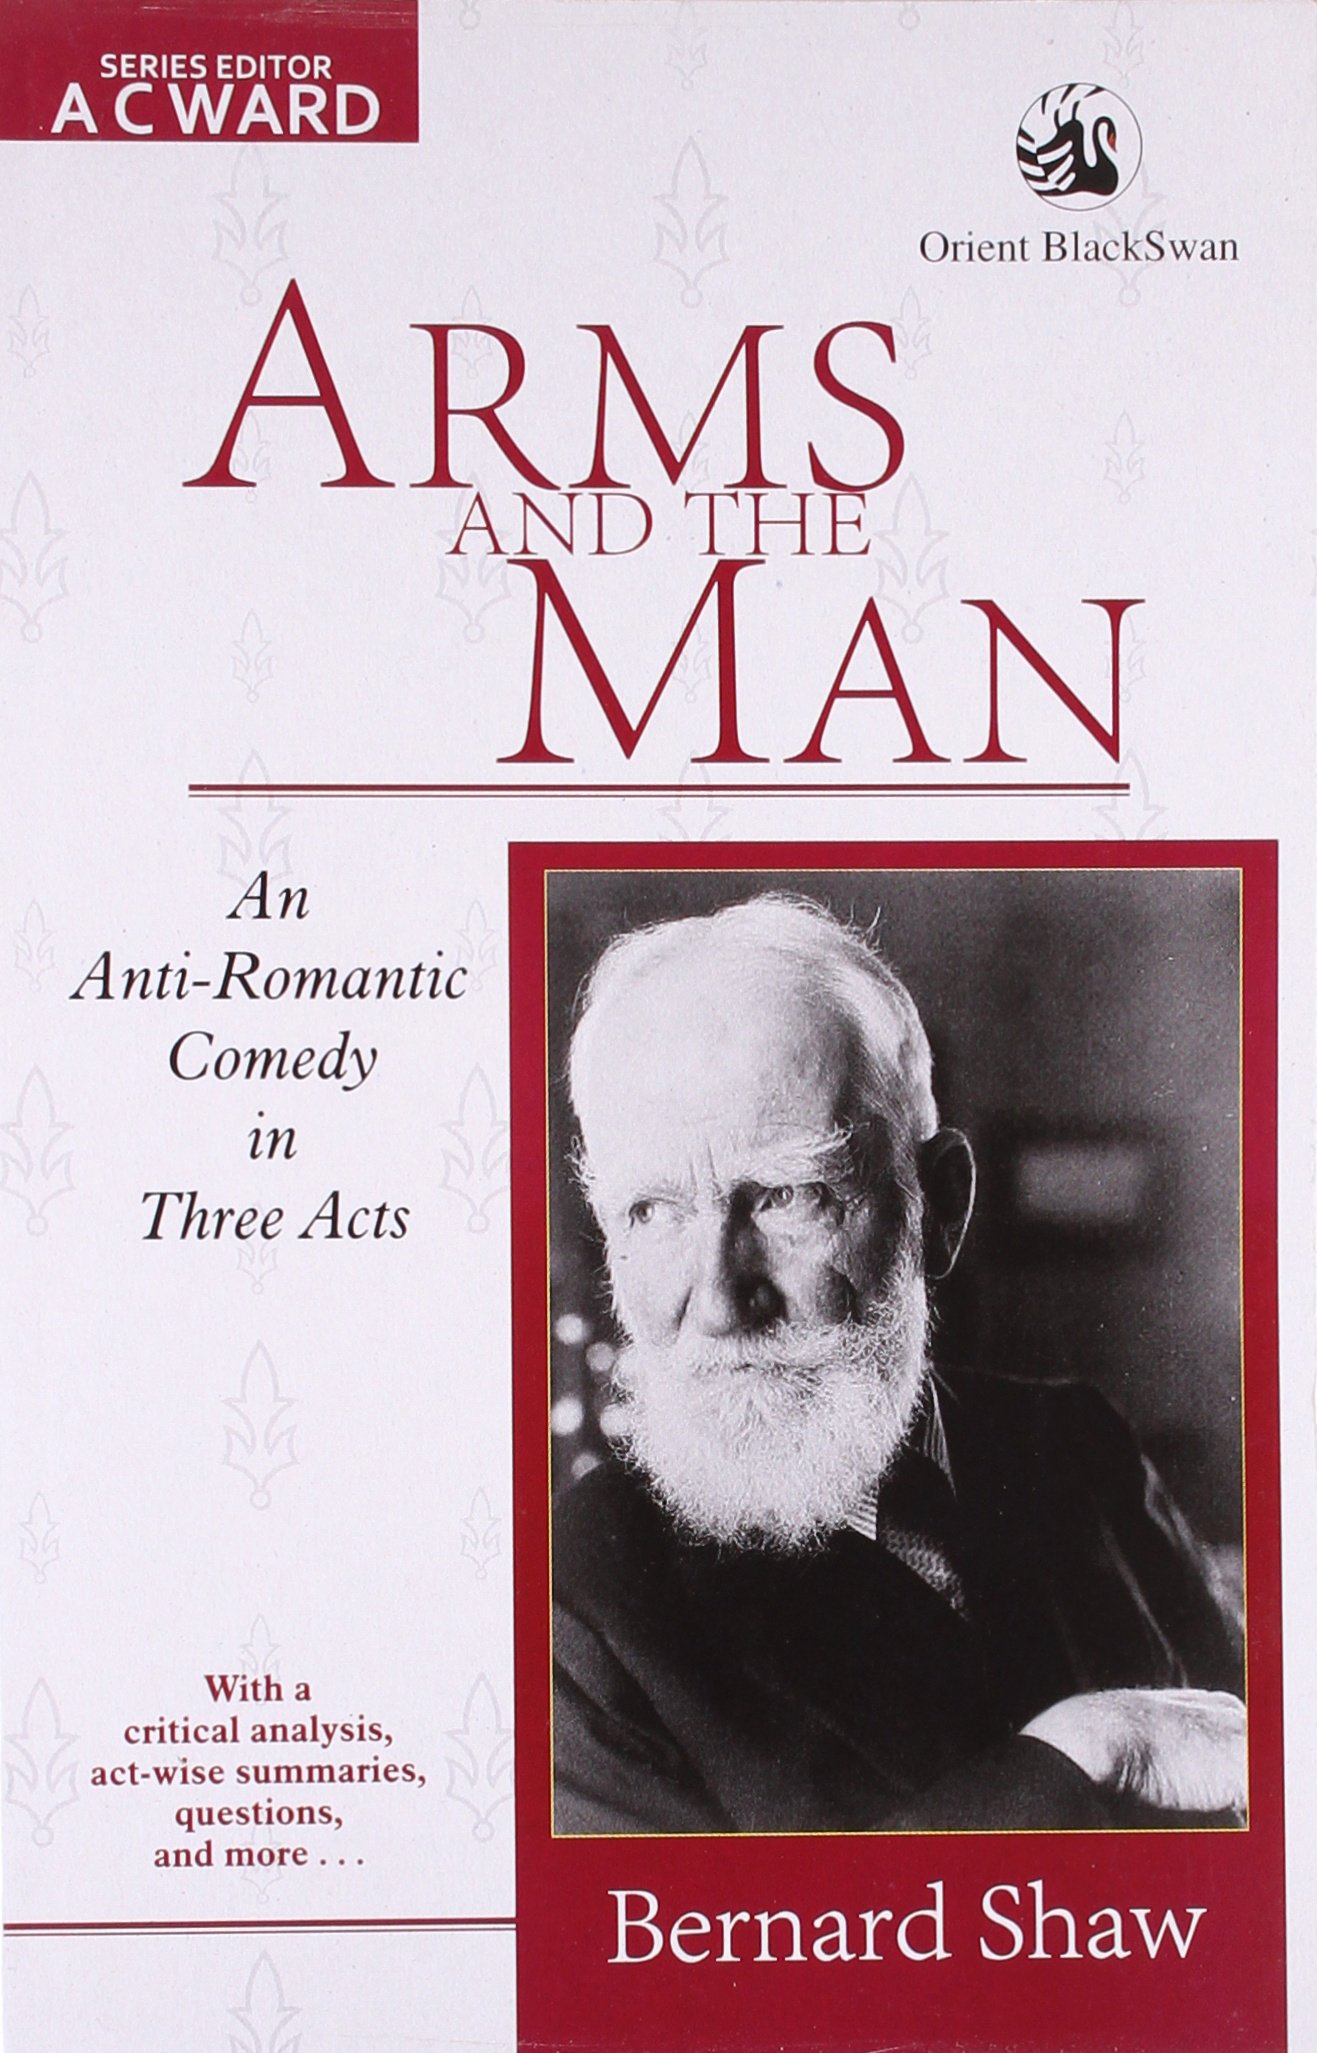 SERIES EDITOR
A C WARD
Orient BlackSwan
ARMS
AND THE
MAN
An
Anti-Romantic
Comedy
in
Three Acts
With a
critical analysis,
act-wise summaries,
questions,
and more . . .
Bernard Shaw